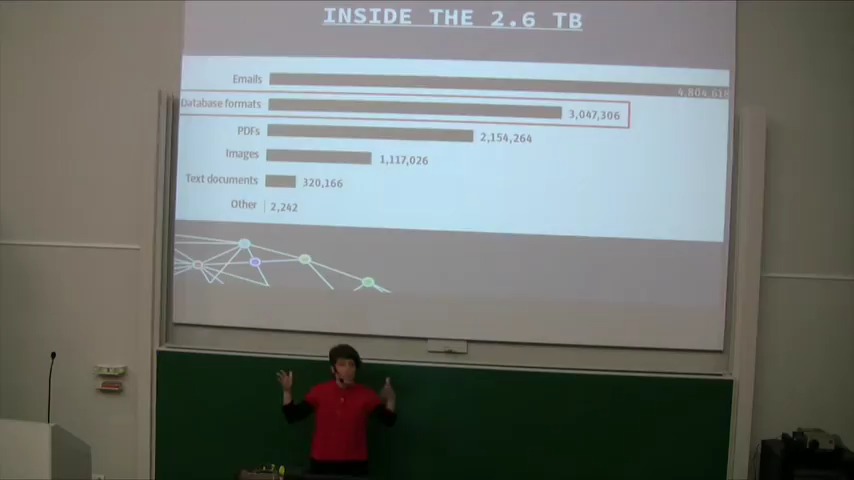 INSIDE THE 2.6 TB
Emails 4,804,618
Database formats 3,047,306
PDFs 2,154,264
Images 1,117,026
Text documents 320,166
Other 2,242